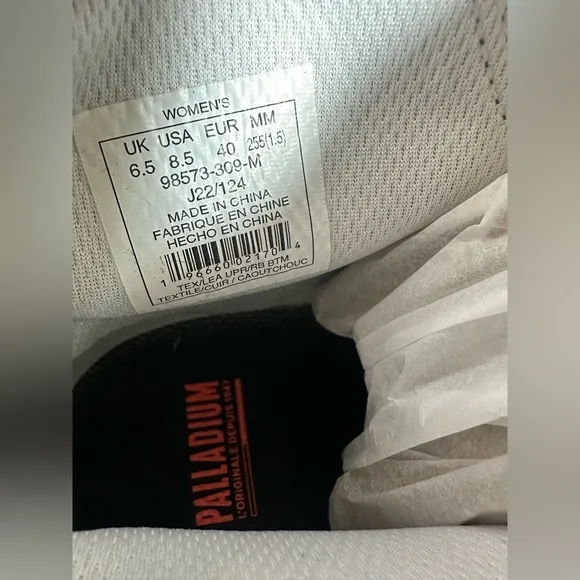 WOMEN'S
UK USA EUR MM
6.5 8.5 40 255(1.5)
98573-309-M
J22/124
MADE IN CHINA
FABRIQUE EN CHINE
HECHO EN CHINA
1 96660 02170 4
TEX/LEA UPR/RB BTM
TEXTILE/CUIR / CAOUTCHOUC
PALLADIUM
L'ORIGINALE DEPUIS 1947